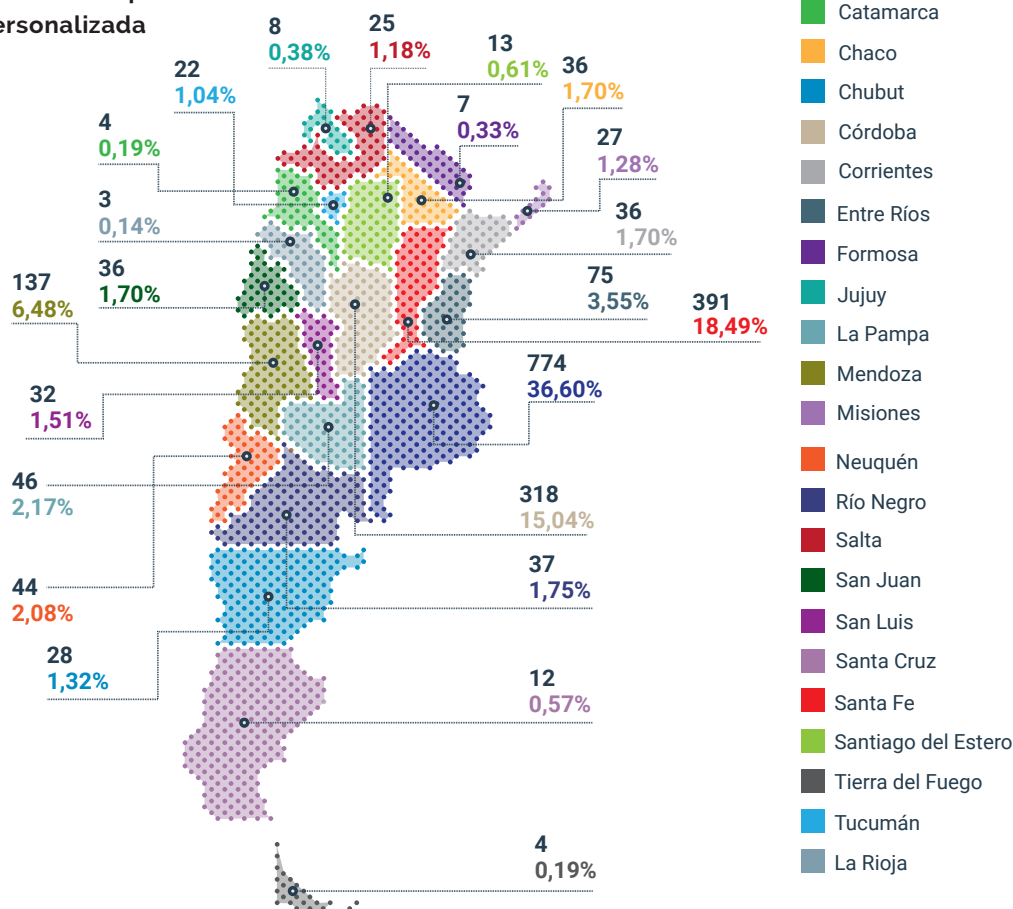 ersonalizada
8
0,38%
25
1,18%
13
0,61%
36
1,70%
22
1,04%
7
0,33%
4
0,19%
27
1,28%
3
0,14%
36
1,70%
137
6,48%
36
1,70%
75
3,55%
391
18,49%
774
36,60%
32
1,51%
46
2,17%
318
15,04%
44
2,08%
37
1,75%
28
1,32%
12
0,57%
4
0,19%
Catamarca
Chaco
Chubut
Córdoba
Corrientes
Entre Ríos
Formosa
Jujuy
La Pampa
Mendoza
Misiones
Neuquén
Río Negro
Salta
San Juan
San Luis
Santa Cruz
Santa Fe
Santiago del Estero
Tierra del Fuego
Tucumán
La Rioja